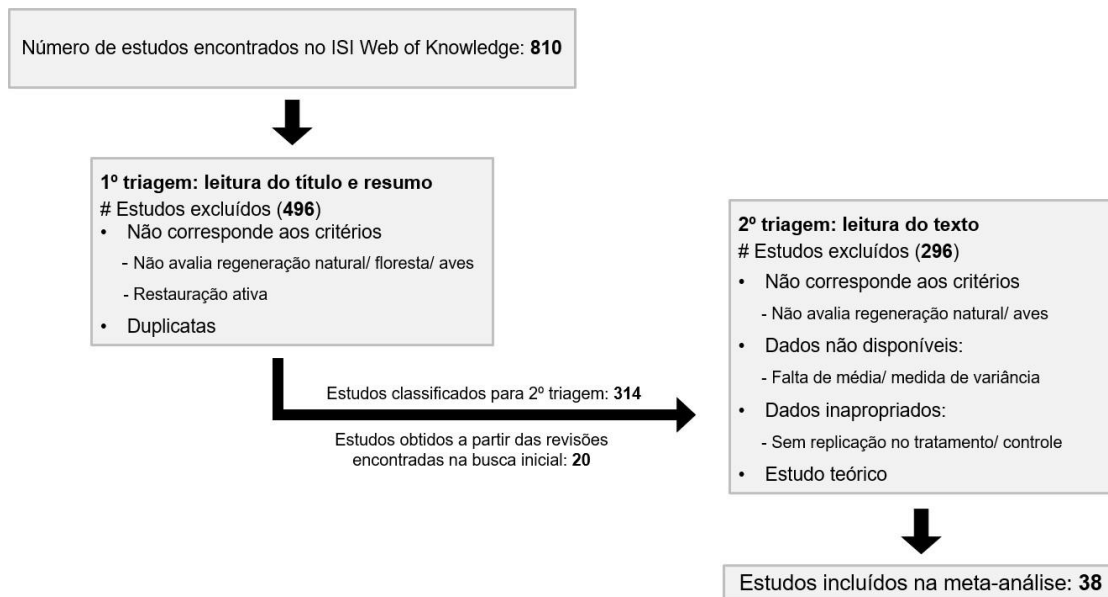 Número de estudos encontrados no ISI Web of Knowledge: 810
1º triagem: leitura do título e resumo
# Estudos excluídos (496)
• Não corresponde aos critérios
- Não avalia regeneração natural/ floresta/ aves
- Restauração ativa
• Duplicatas
Estudos classificados para 2º triagem: 314
Estudos obtidos a partir das revisões
encontradas na busca inicial: 20
2º triagem: leitura do texto
# Estudos excluídos (296)
• Não corresponde aos critérios
- Não avalia regeneração natural/ aves
• Dados não disponíveis:
- Falta de média/ medida de variância
• Dados inapropriados:
- Sem replicação no tratamento/ controle
• Estudo teórico
Estudos incluídos na meta-análise: 38